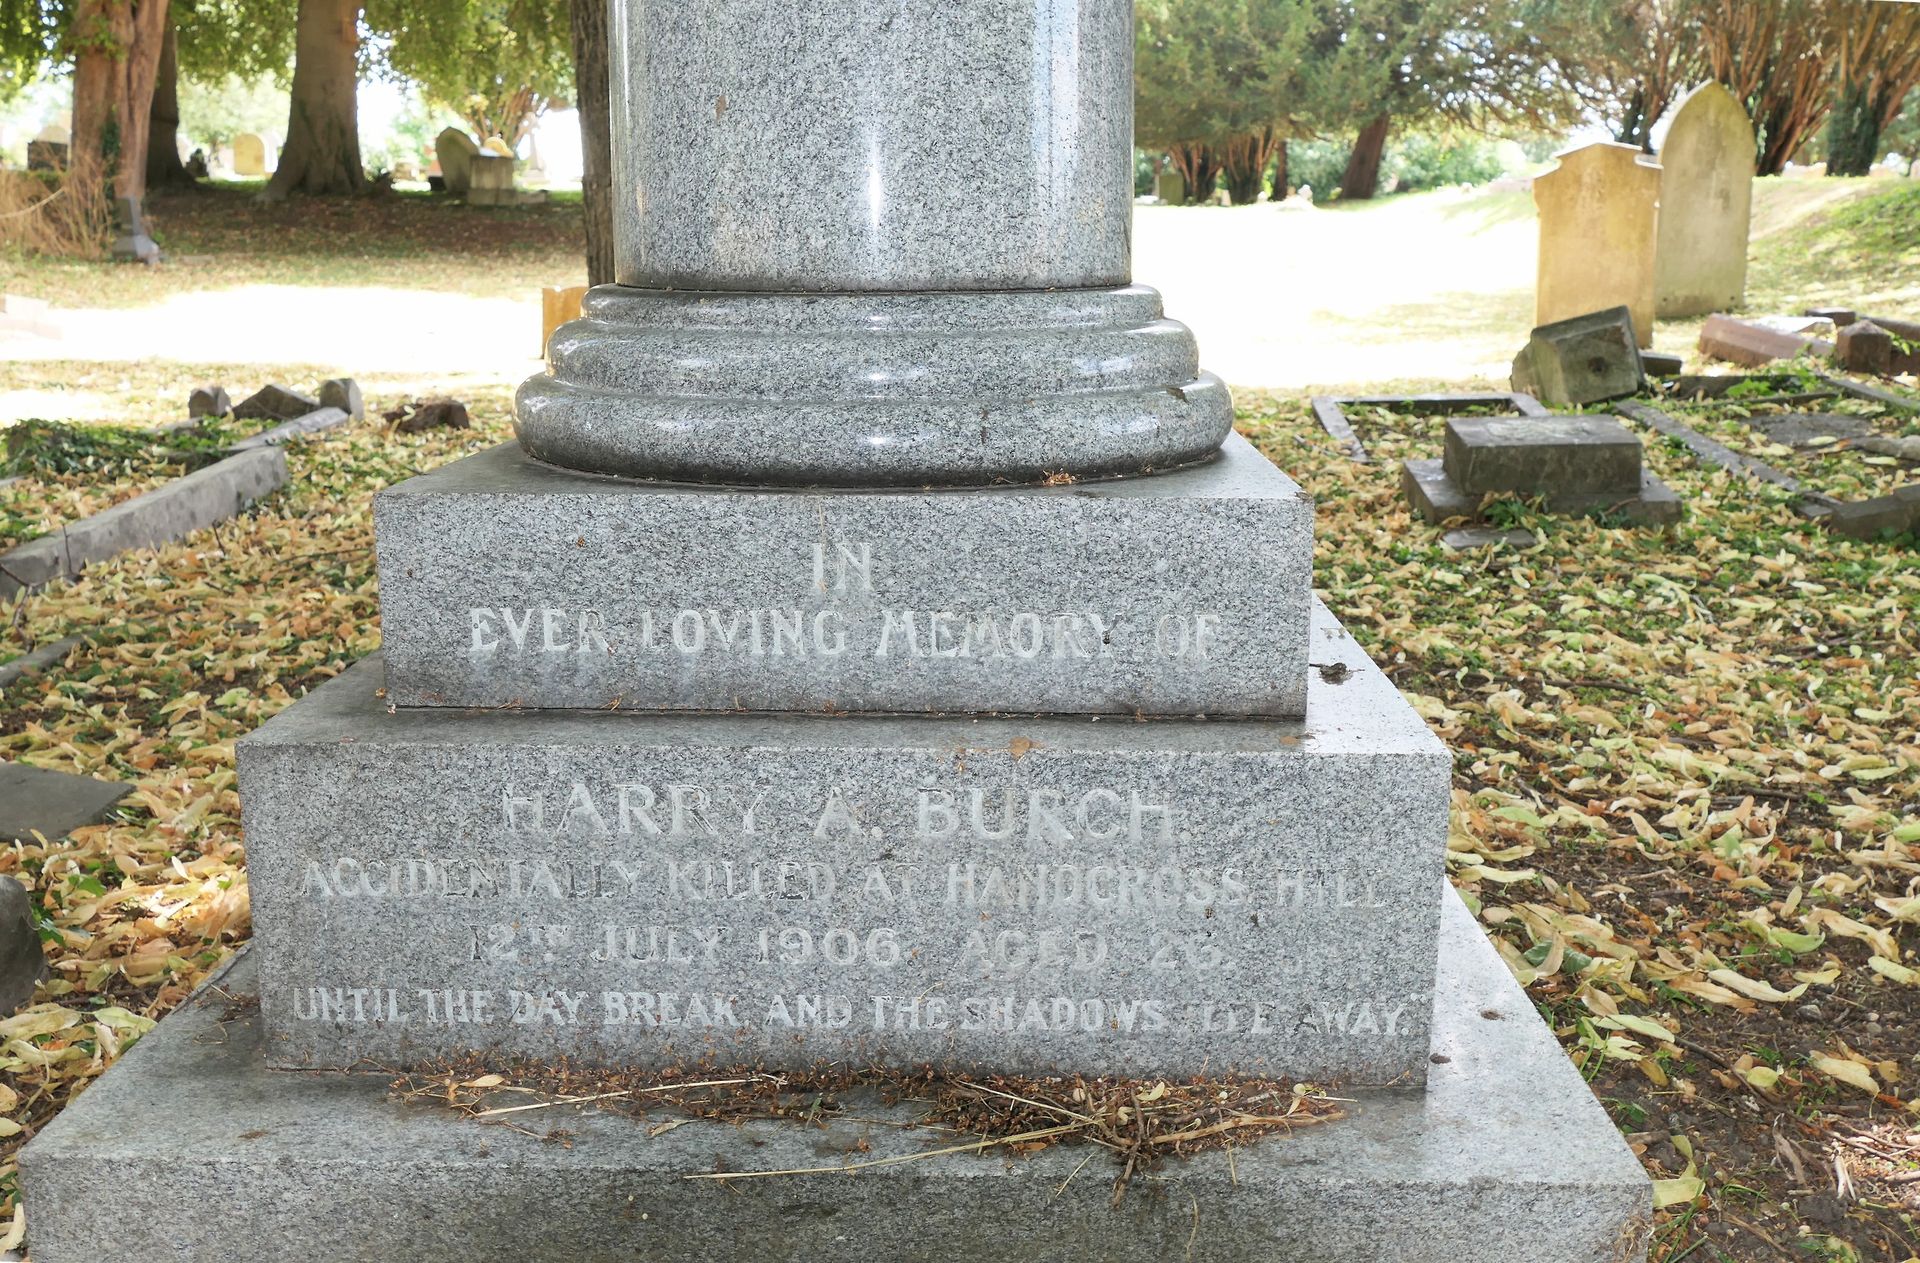 IN
EVER LOVING MEMORY OF
HARRY A. BURCH
ACCIDENTALLY KILLED AT HANDCROSS HILL
12TH JULY 1906. AGED 26.
UNTIL THE DAY BREAK AND THE SHADOWS FLEE AWAY."